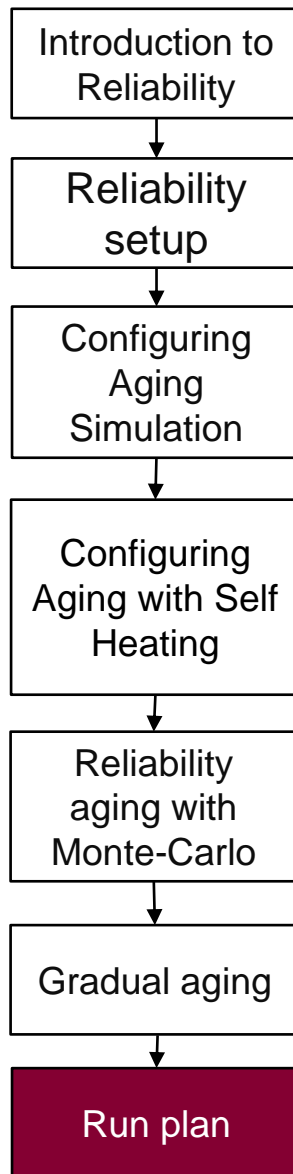 Introduction to
Reliability
Reliability
setup
Configuring
Aging
Simulation
Configuring
Aging with Self
Heating
Reliability
aging with
Monte-Carlo
Gradual aging
Run plan